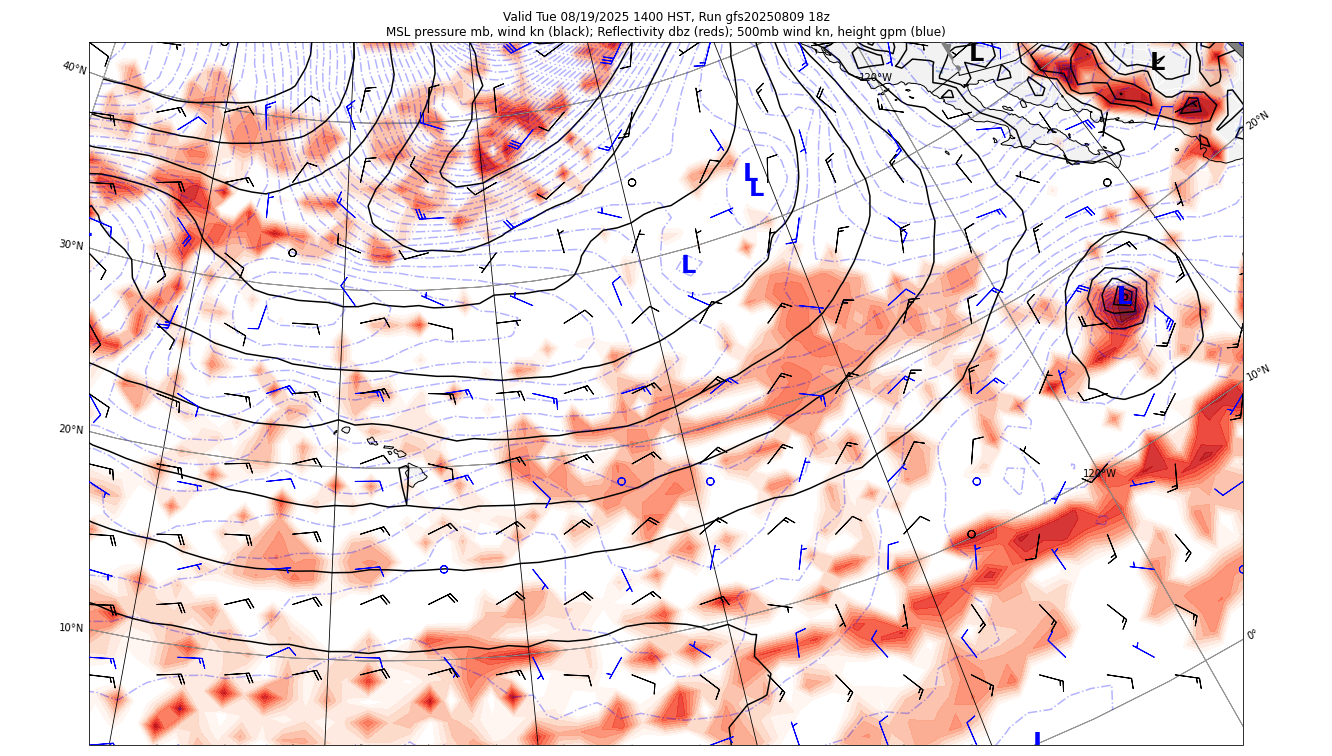 Valid Tue 08/19/2025 1400 HST, Run gfs20250809 18z
MSL pressure mb, wind kn (black); Reflectivity dbz (reds); 500mb wind kn, height gpm (blue)
L
L
40°N
120°W
20°N
L
L
30°N
L
L
10°N
20°N
120°W
10°N
0°
L